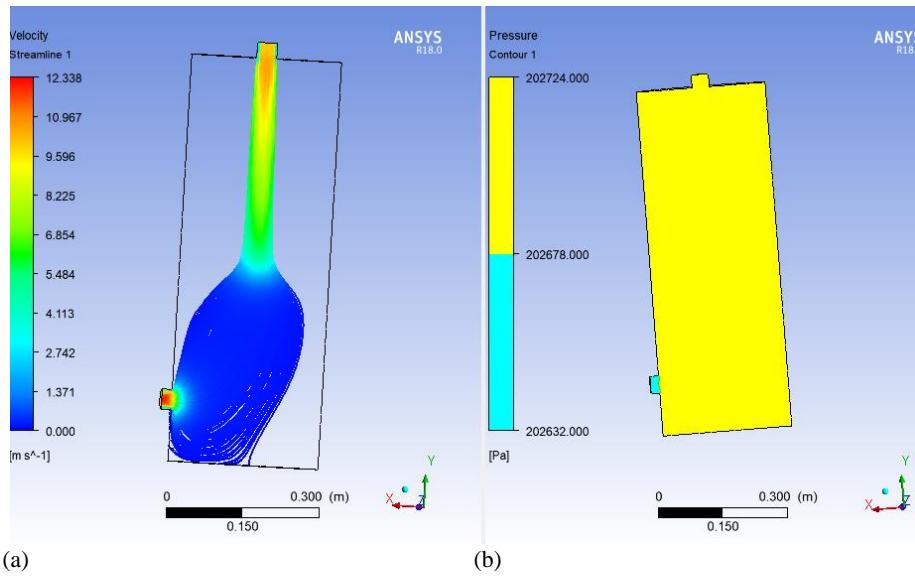 Velocity
Streamline 1
12.338
10.967
9.596
8.225
6.854
5.484
4.113
2.742
1.371
0.000
[m s^-1]
ANSYS
R18.0
0
0.300 (m)
0.150
Y
X
Z
(a)
Pressure
Contour 1
202724.000
202678.000
202632.000
[Pa]
ANSYS
R18.
0
0.300 (m)
0.150
Y
X
Z
(b)